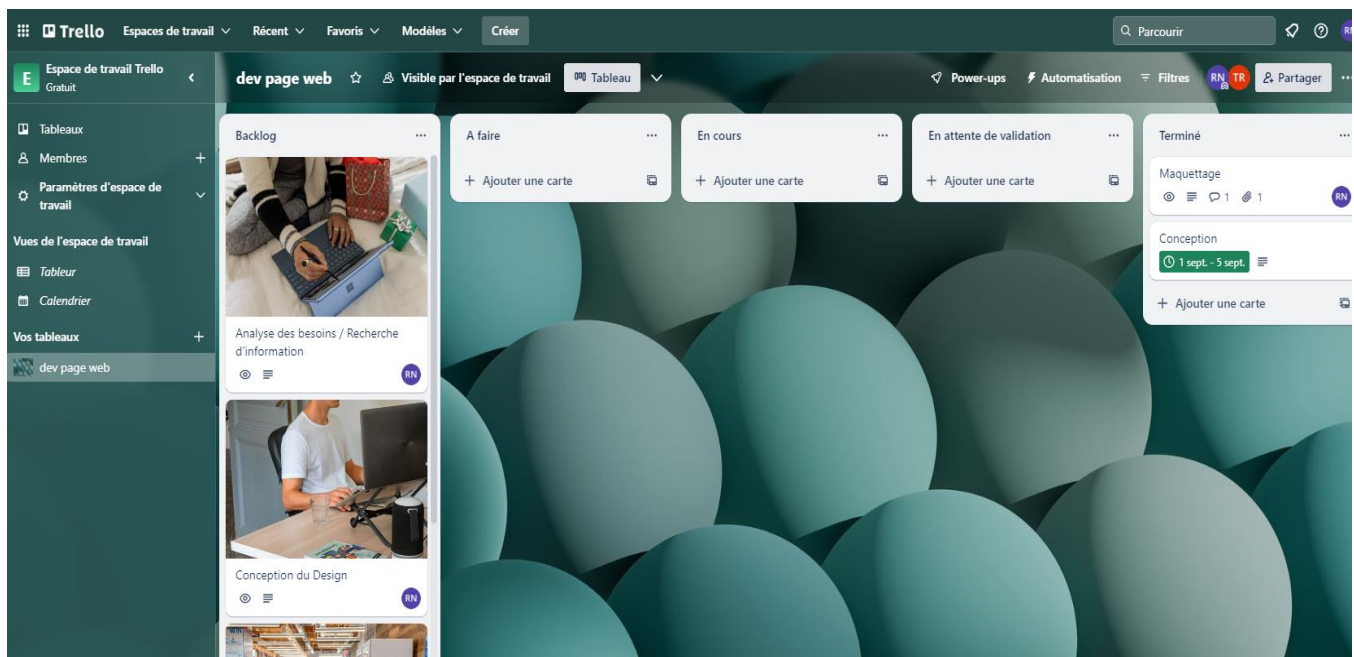 Trello
Espaces de travail
Récent
Favoris
Modèles
Créer
Parcourir
RN
E
Espace de travail Trello
Gratuit
dev page web
Visible par l'espace de travail
Tableau
Power-ups
Automatisation
Filtres
RN
TR
Partager
Tableaux
Membres
Paramètres d'espace de
travail
Vues de l'espace de travail
Tableur
Calendrier
Vos tableaux
dev page web
Backlog
Analyse des besoins / Recherche
d'information
RN
Conception du Design
RN
A faire
+ Ajouter une carte
En cours
+ Ajouter une carte
En attente de validation
+ Ajouter une carte
Terminé
Maquettage
1
1
RN
Conception
1 sept. - 5 sept.
+ Ajouter une carte